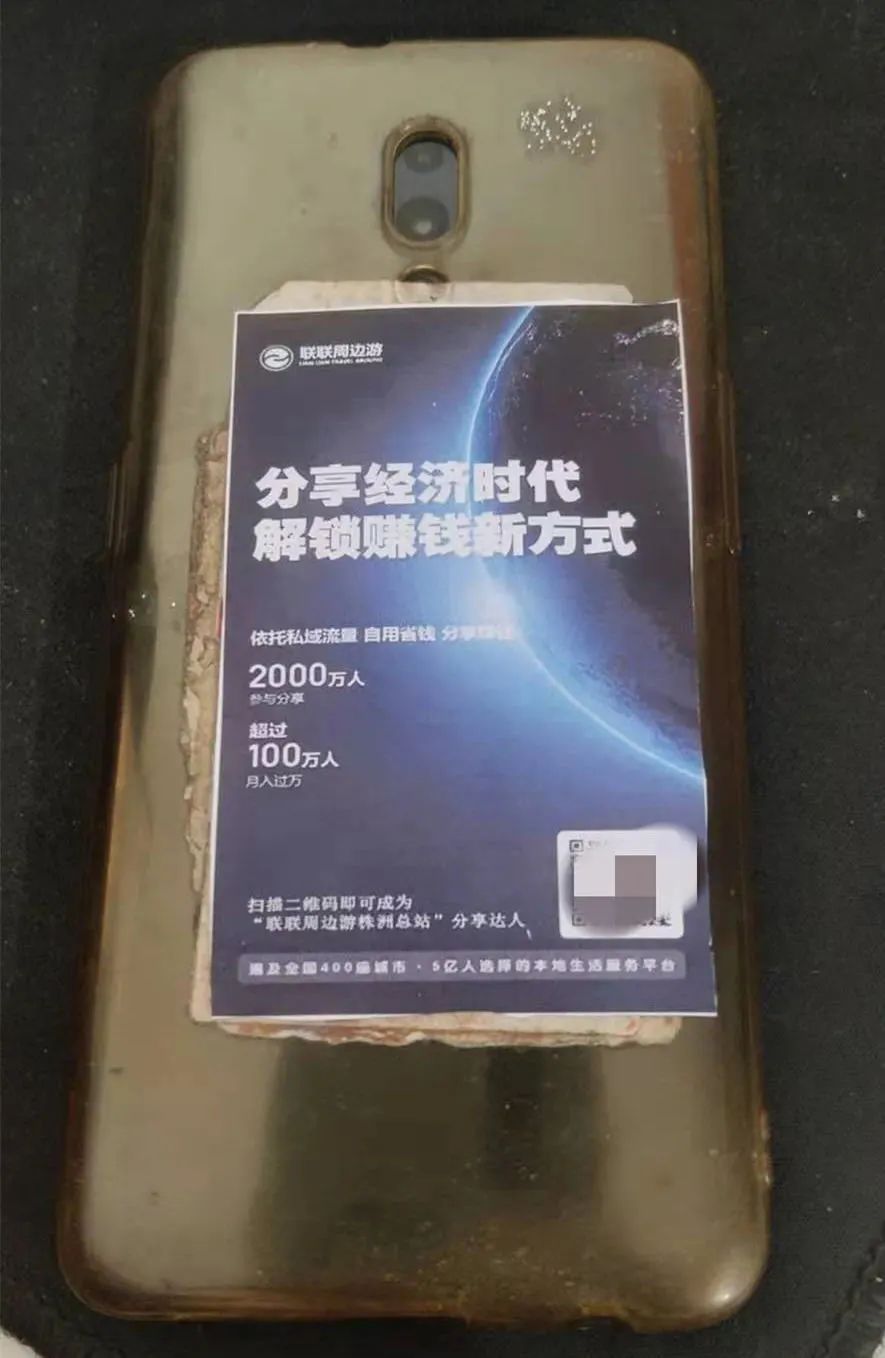 联联周边游
LIAN LIAN TRAVEL AROUND
分享经济时代
解锁赚钱新方式
依托私域流量 自用省钱 分享赚钱
2000万人
参与分享
超过
100万人
月入过万
扫描二维码即可成为
“联联周边游株洲总站”分享达人
遍及全国400座城市 · 5亿人选择的本地生活服务平台